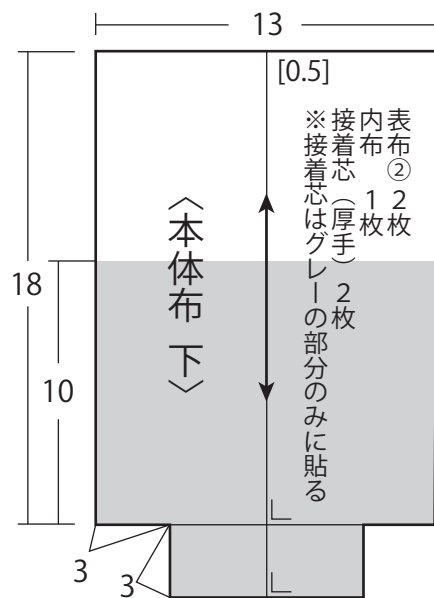 13
[0.5]
表布② 2枚
内布 1枚
接着芯(厚手) 2枚
※接着芯はグレーの部分のみに貼る
〈本体布 下〉
18
10
3
3